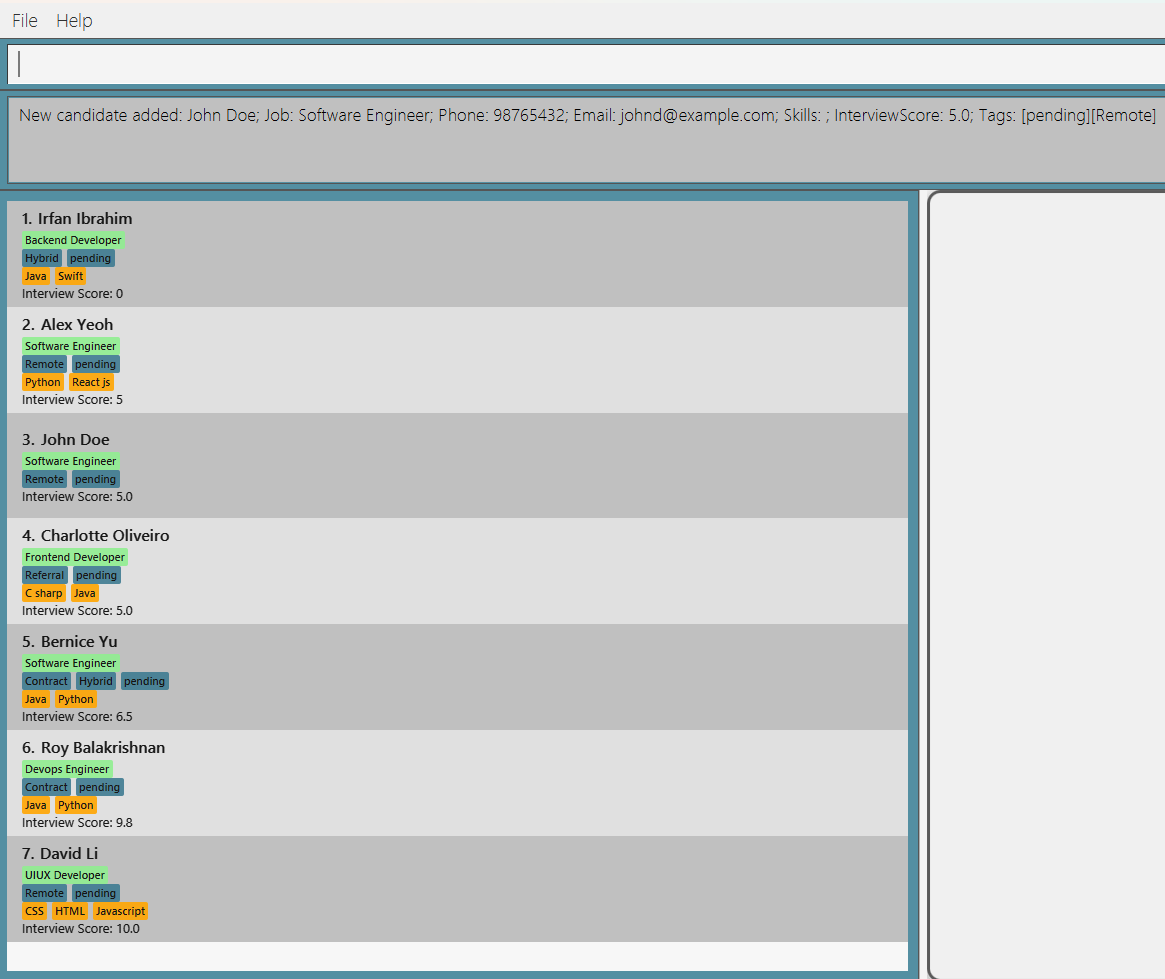 File Help
New candidate added: John Doe; Job: Software Engineer; Phone: 98765432; Email: johnd@example.com; Skills: ; InterviewScore: 5.0; Tags: [pending][Remote]
1. Irfan Ibrahim
Backend Developer
Hybrid pending
Java Swift
Interview Score: 0
2. Alex Yeoh
Software Engineer
Remote pending
Python React js
Interview Score: 5
3. John Doe
Software Engineer
Remote pending
Interview Score: 5.0
4. Charlotte Oliveiro
Frontend Developer
Referral pending
C sharp Java
Interview Score: 5.0
5. Bernice Yu
Software Engineer
Contract Hybrid pending
Java Python
Interview Score: 6.5
6. Roy Balakrishnan
Devops Engineer
Contract pending
Java Python
Interview Score: 9.8
7. David Li
UIUX Developer
Remote pending
CSS HTML Javascript
Interview Score: 10.0